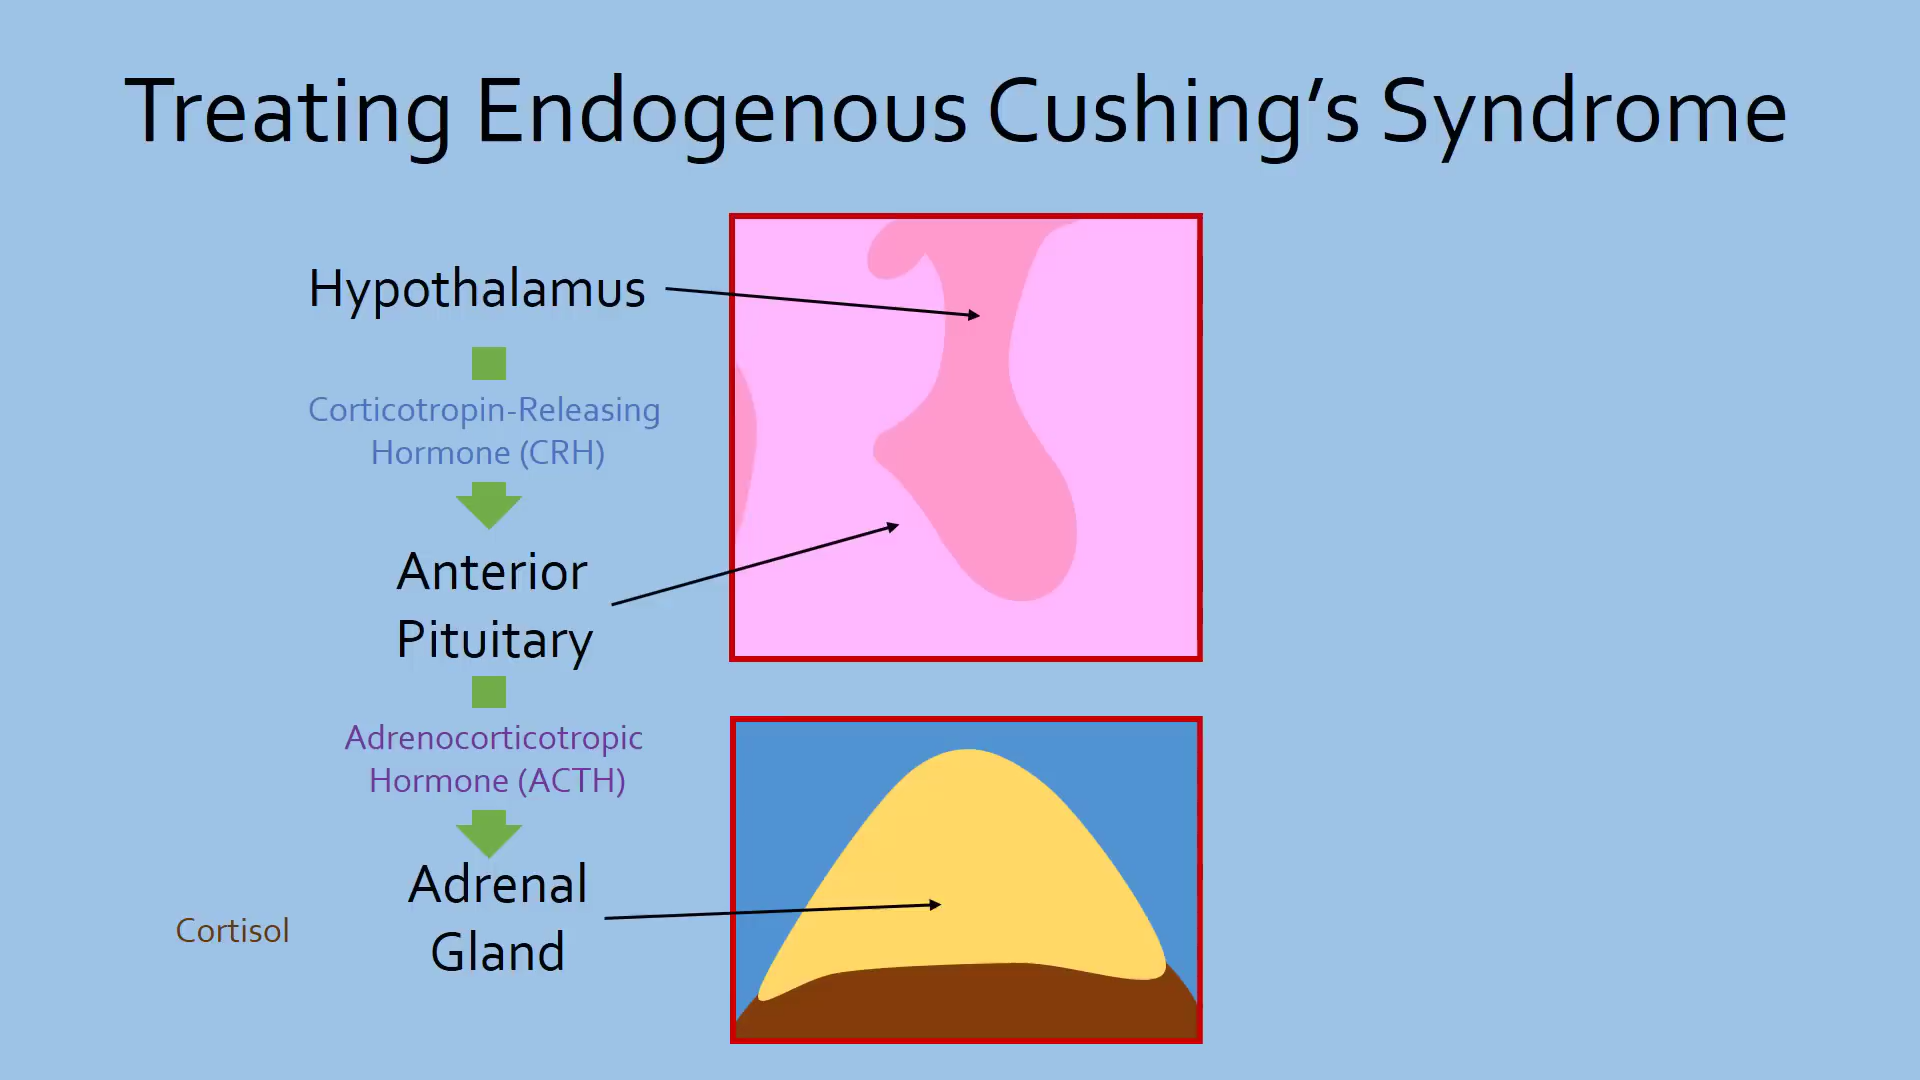 Treating Endogenous Cushing’s Syndrome
Hypothalamus
Corticotropin-Releasing
Hormone (CRH)
Anterior
Pituitary
Adrenocorticotropic
Hormone (ACTH)
Adrenal
Gland
Cortisol